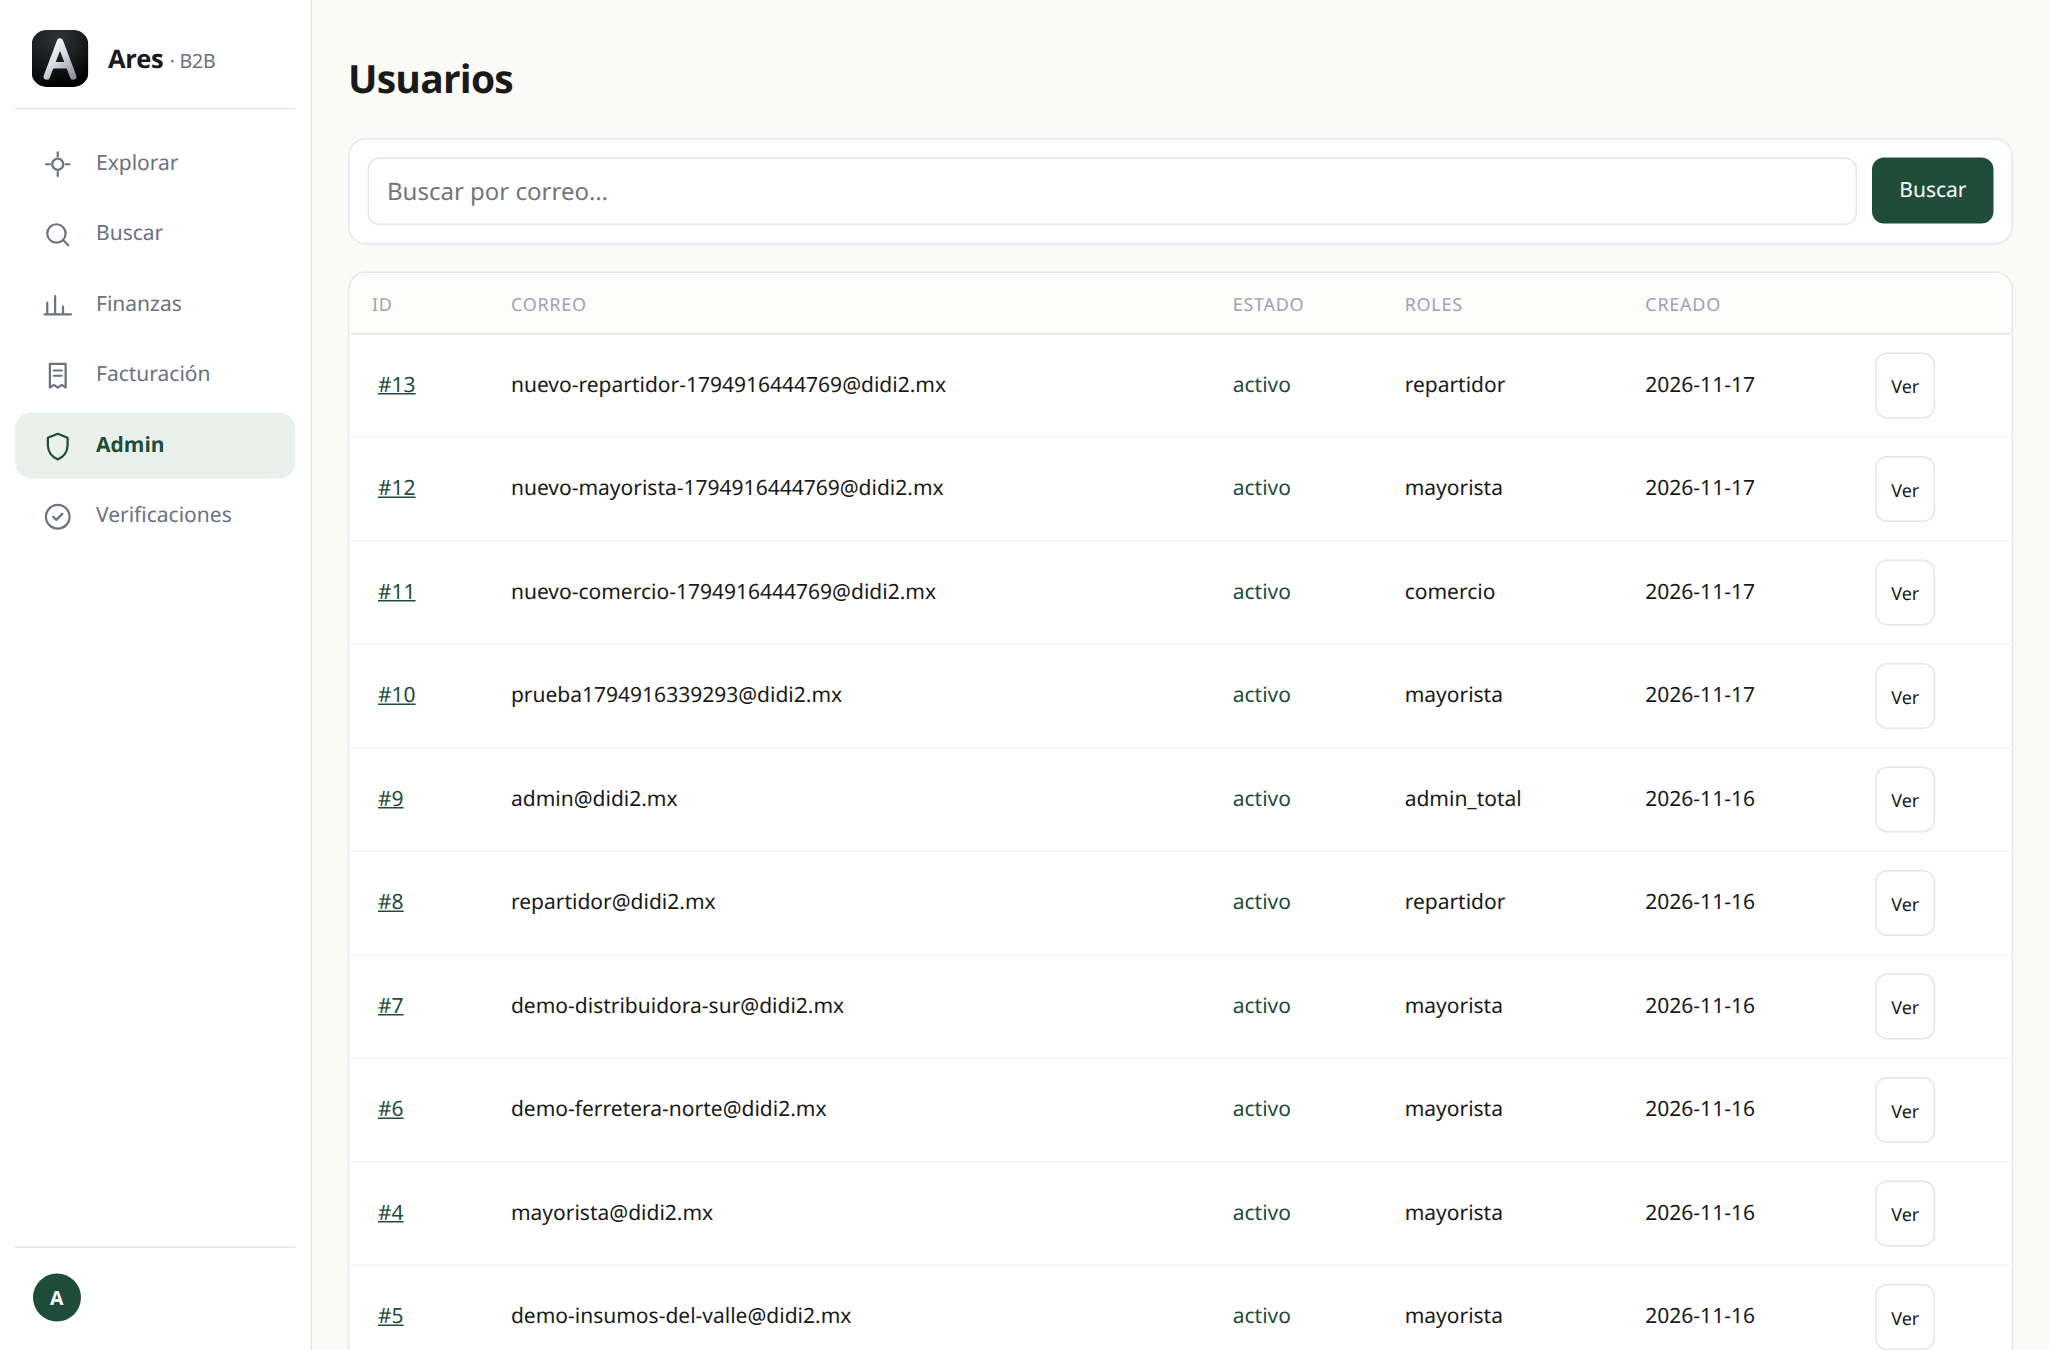 A Ares · B2B
Explorar
Buscar
Finanzas
Facturación
Admin
Verificaciones
A
Usuarios
Buscar por correo... Buscar
ID CORREO ESTADO ROLES CREADO
#13 nuevo-repartidor-1794916444769@didi2.mx activo repartidor 2026-11-17 Ver
#12 nuevo-mayorista-1794916444769@didi2.mx activo mayorista 2026-11-17 Ver
#11 nuevo-comercio-1794916444769@didi2.mx activo comercio 2026-11-17 Ver
#10 prueba1794916339293@didi2.mx activo mayorista 2026-11-17 Ver
#9 admin@didi2.mx activo admin_total 2026-11-16 Ver
#8 repartidor@didi2.mx activo repartidor 2026-11-16 Ver
#7 demo-distribuidora-sur@didi2.mx activo mayorista 2026-11-16 Ver
#6 demo-ferretera-norte@didi2.mx activo mayorista 2026-11-16 Ver
#4 mayorista@didi2.mx activo mayorista 2026-11-16 Ver
#5 demo-insumos-del-valle@didi2.mx activo mayorista 2026-11-16 Ver